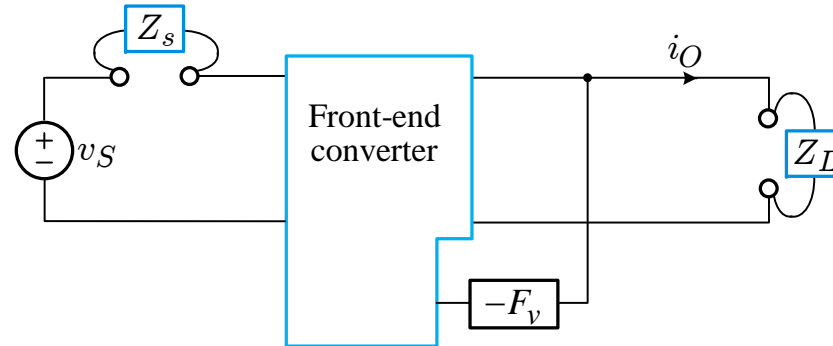 Z_s
i_O
Front-end
converter
+
−
v_S
Z_L
−F_v